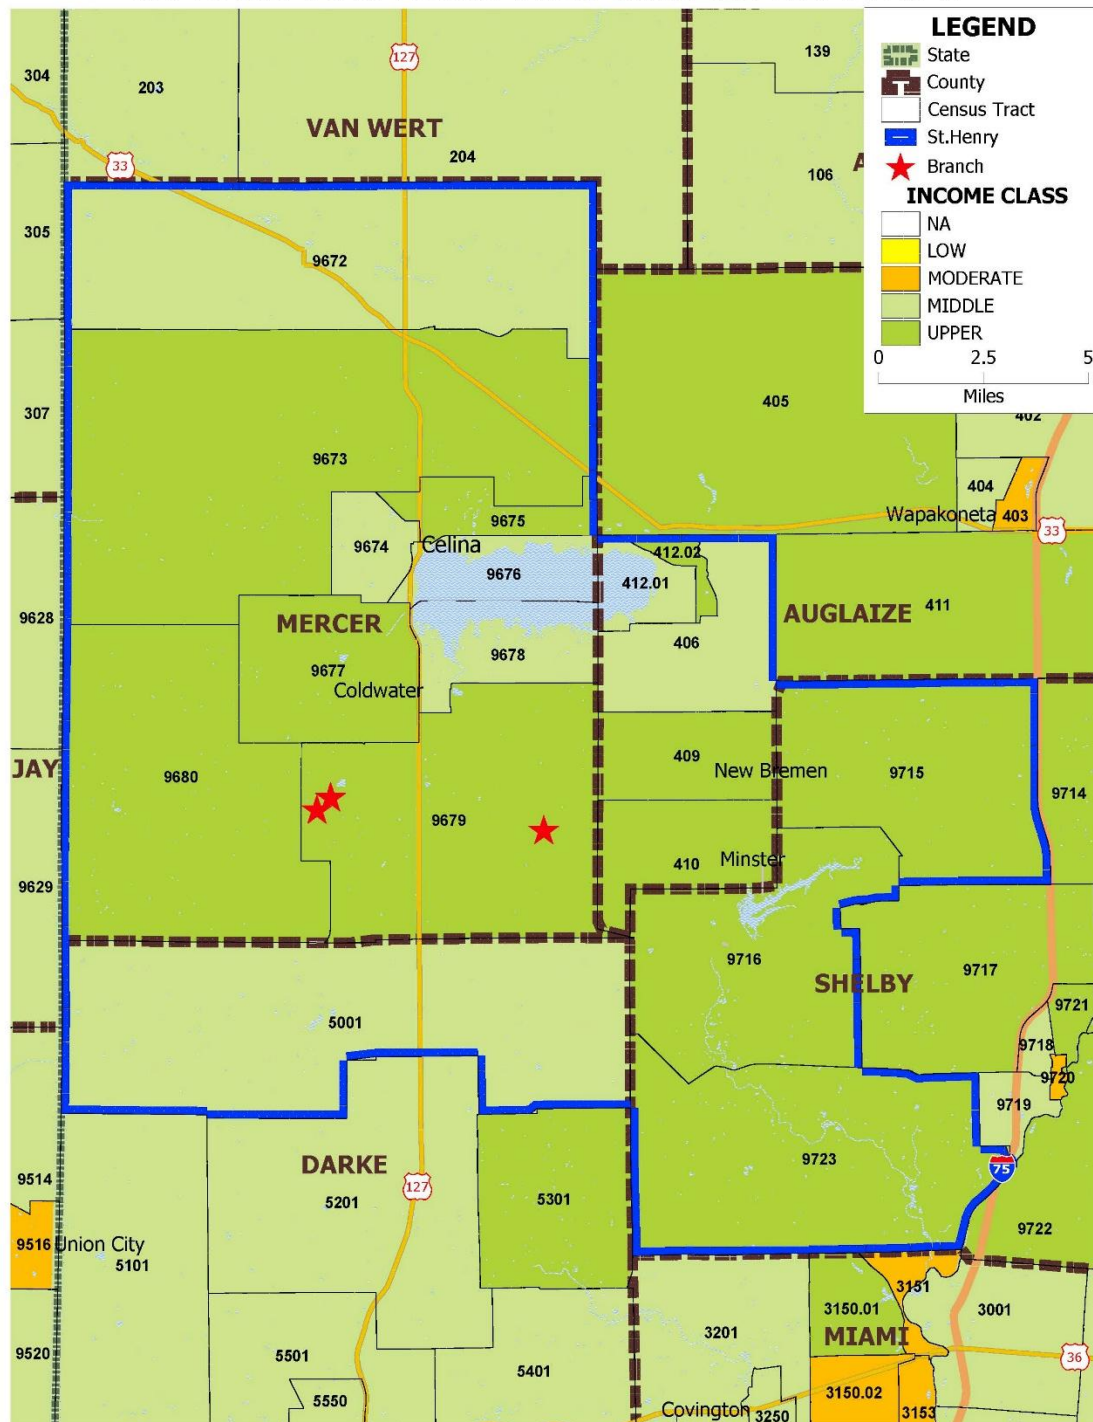 LEGEND
State
T
County
Census Tract
St.Henry
Branch
INCOME CLASS
NA
LOW
MODERATE
MIDDLE
UPPER
0 2.5 5
Miles
127
139
304
203
VAN WERT
33
204
A
106
305
9672
405
307
402
9673
404
Wapakoneta
403
9675
33
9674
Celina
412.02
9676
412.01
9628
MERCER
AUGLAIZE
411
406
9678
9677
Coldwater
409
JAY
9680
New Bremen
9715
9714
9679
410
Minster
9629
9716
9717
SHELBY
9721
5001
9718
9720
9719
DARKE
9723
75
9514
127
5201
5301
9722
9516
Union City
5101
3151
3150.01
3001
3201
MIAMI
9520
5501
36
5401
5550
3150.02
Covington
3250
3153